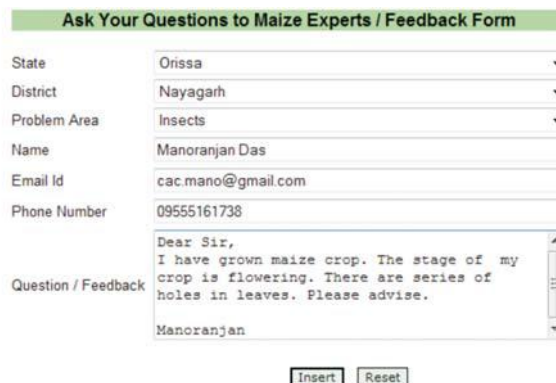 Ask Your Questions to Maize Experts / Feedback Form
State Orissa
District Nayagarh
Problem Area Insects
Name Manoranjan Das
Email Id cac.mano@gmail.com
Phone Number 09555161738
Question / Feedback
Dear Sir,
I have grown maize crop. The stage of my
crop is flowering. There are series of
holes in leaves. Please advise.
Manoranjan
Insert Reset